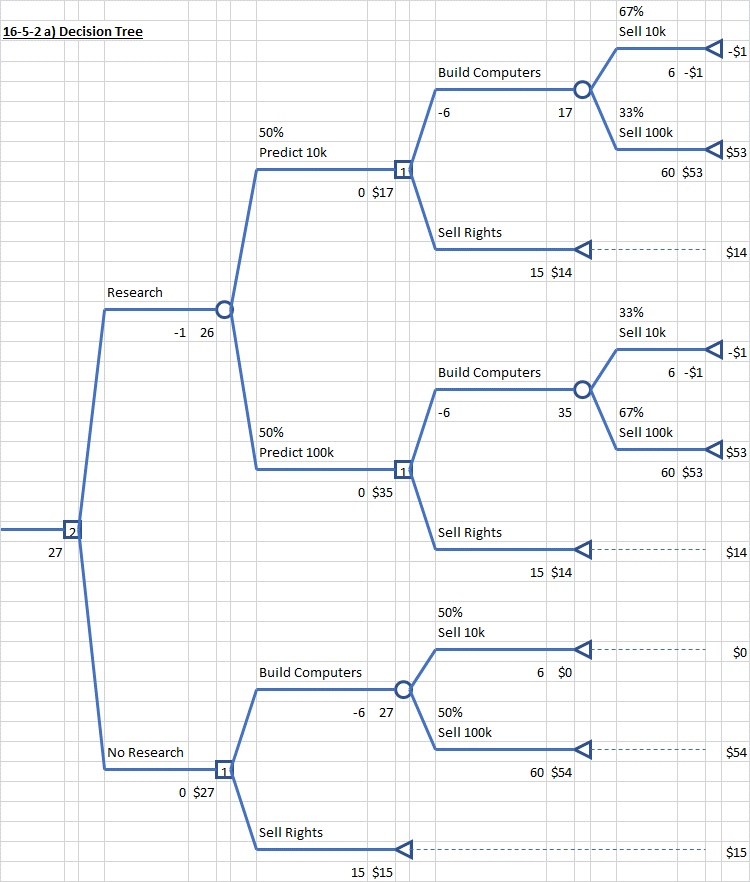 67%
16-5-2 a) Decision Tree
Sell 10k
-$1
Build Computers
6 -$1
-6 17
33%
50%
Sell 100k
Predict 10k
$53
1
60 $53
0 $17
Sell Rights
$14
15 $14
Research
33%
-1 26
Sell 10k
-$1
Build Computers
6 -$1
-6 35
67%
50%
Sell 100k
Predict 100k
$53
1
60 $53
0 $35
2
Sell Rights
27
$14
15 $14
50%
Sell 10k
$0
Build Computers
6 $0
-6 27
50%
Sell 100k
No Research
$54
1
60 $54
0 $27
Sell Rights
$15
15 $15